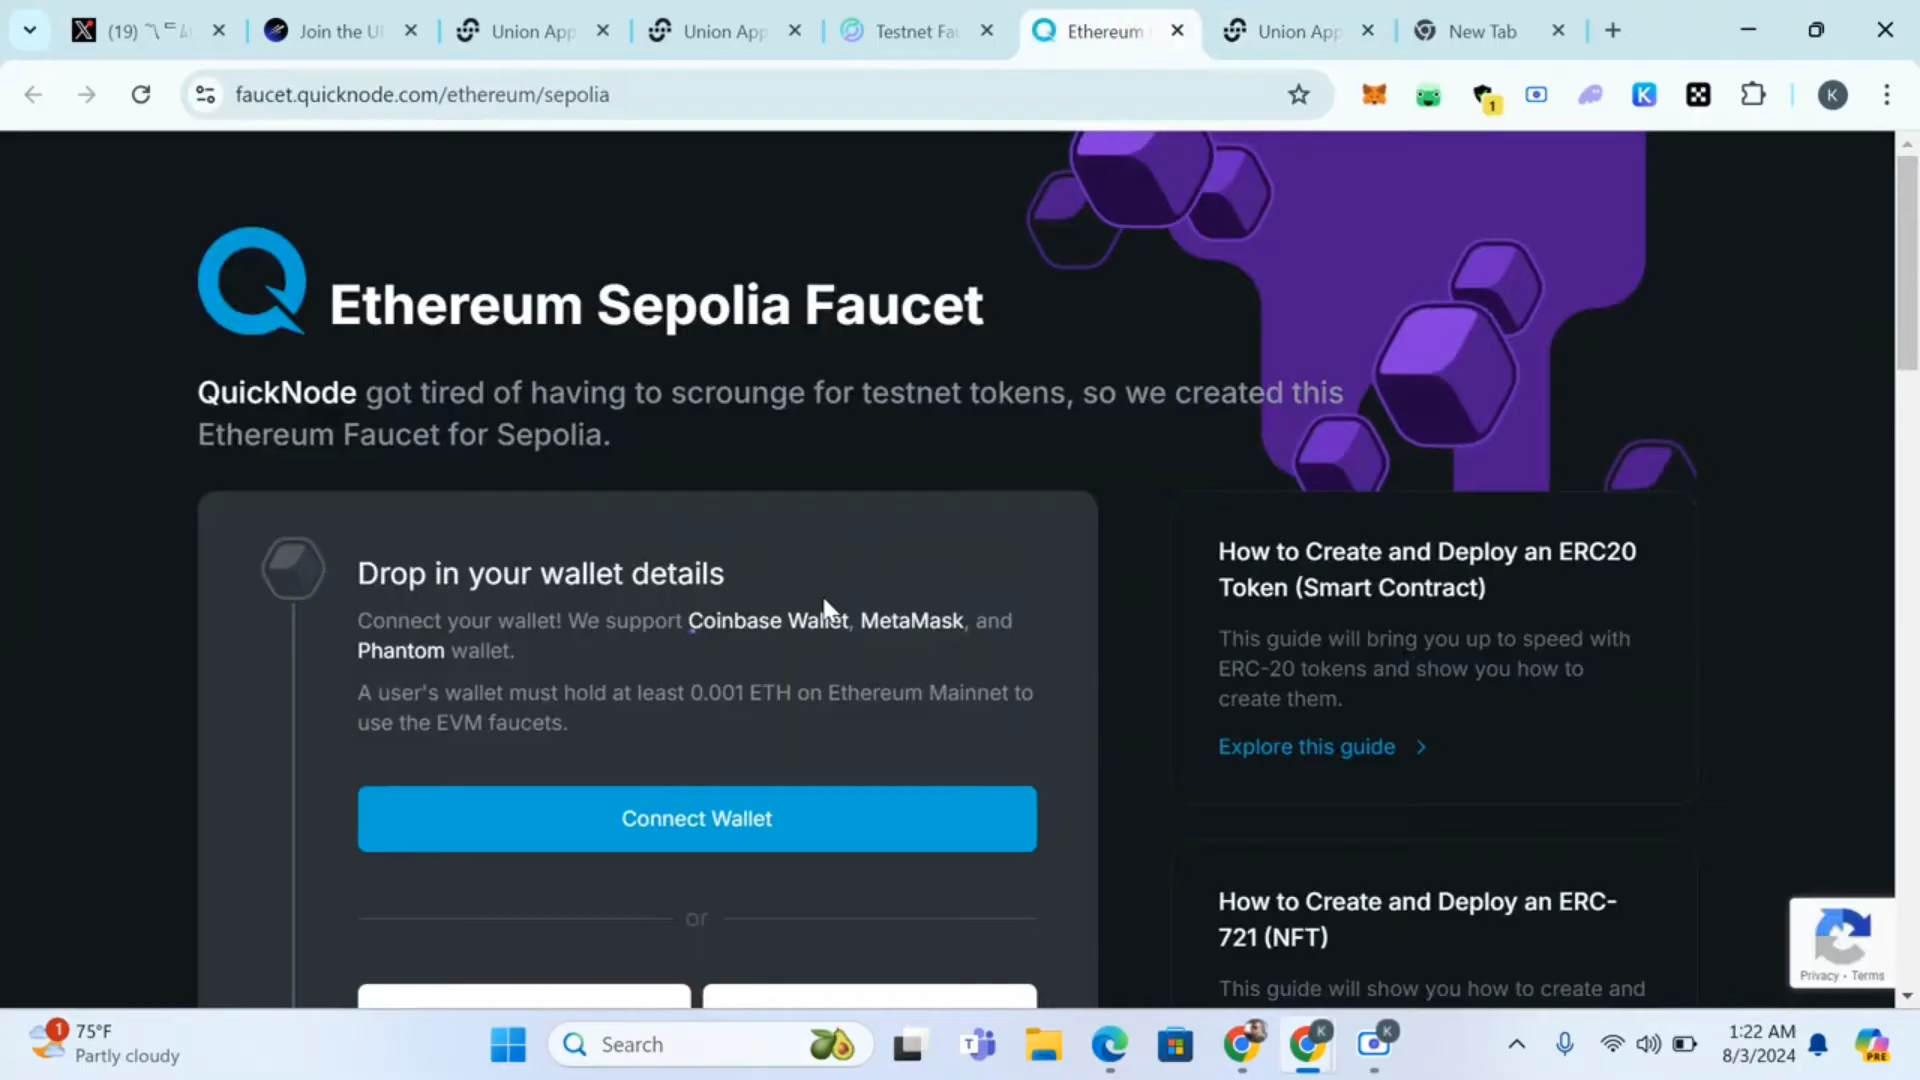 (19)
Join the U
Union App
Union App
Testnet Fau
Ethereum
Union App
New Tab
faucet.quicknode.com/ethereum/sepolia
1
K
K
Ethereum Sepolia Faucet
QuickNode got tired of having to scrounge for testnet tokens, so we created this
Ethereum Faucet for Sepolia.
Drop in your wallet details
Connect your wallet! We support Coinbase Wallet, MetaMask, and
Phantom wallet.
A user's wallet must hold at least 0.001 ETH on Ethereum Mainnet to
use the EVM faucets.
Connect Wallet
or
How to Create and Deploy an ERC20
Token (Smart Contract)
This guide will bring you up to speed with
ERC-20 tokens and show you how to
create them.
Explore this guide
How to Create and Deploy an ERC-
721 (NFT)
This guide will show you how to create and
Privacy - Terms
1
75°F
Partly cloudy
Search
T
K
K
1:22 AM
8/3/2024
PRE